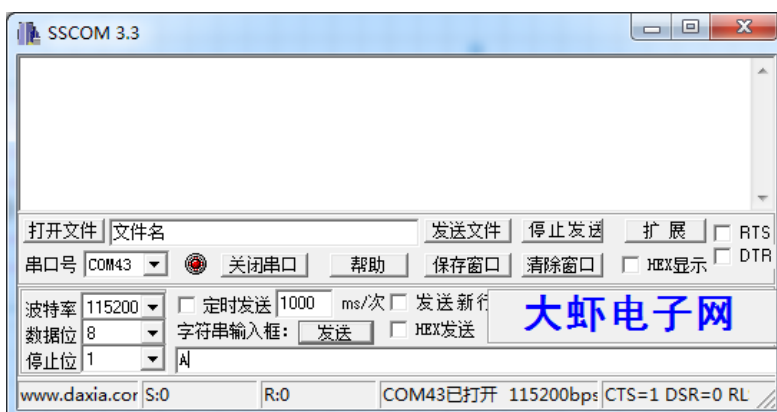 SSCOM 3.3
打开文件 文件名 发送文件 停止发送 扩展 RTS
串口号 COM43 关闭串口 帮助 保存窗口 清除窗口 HEX显示 DTR
波特率 115200 定时发送 1000 ms/次 发送新行 大虾电子网
数据位 8 字符串输入框： 发送 HEX发送
停止位 1 A
www.daxia.cor S:0 R:0 COM43已打开 115200bps CTS=1 DSR=0 RL